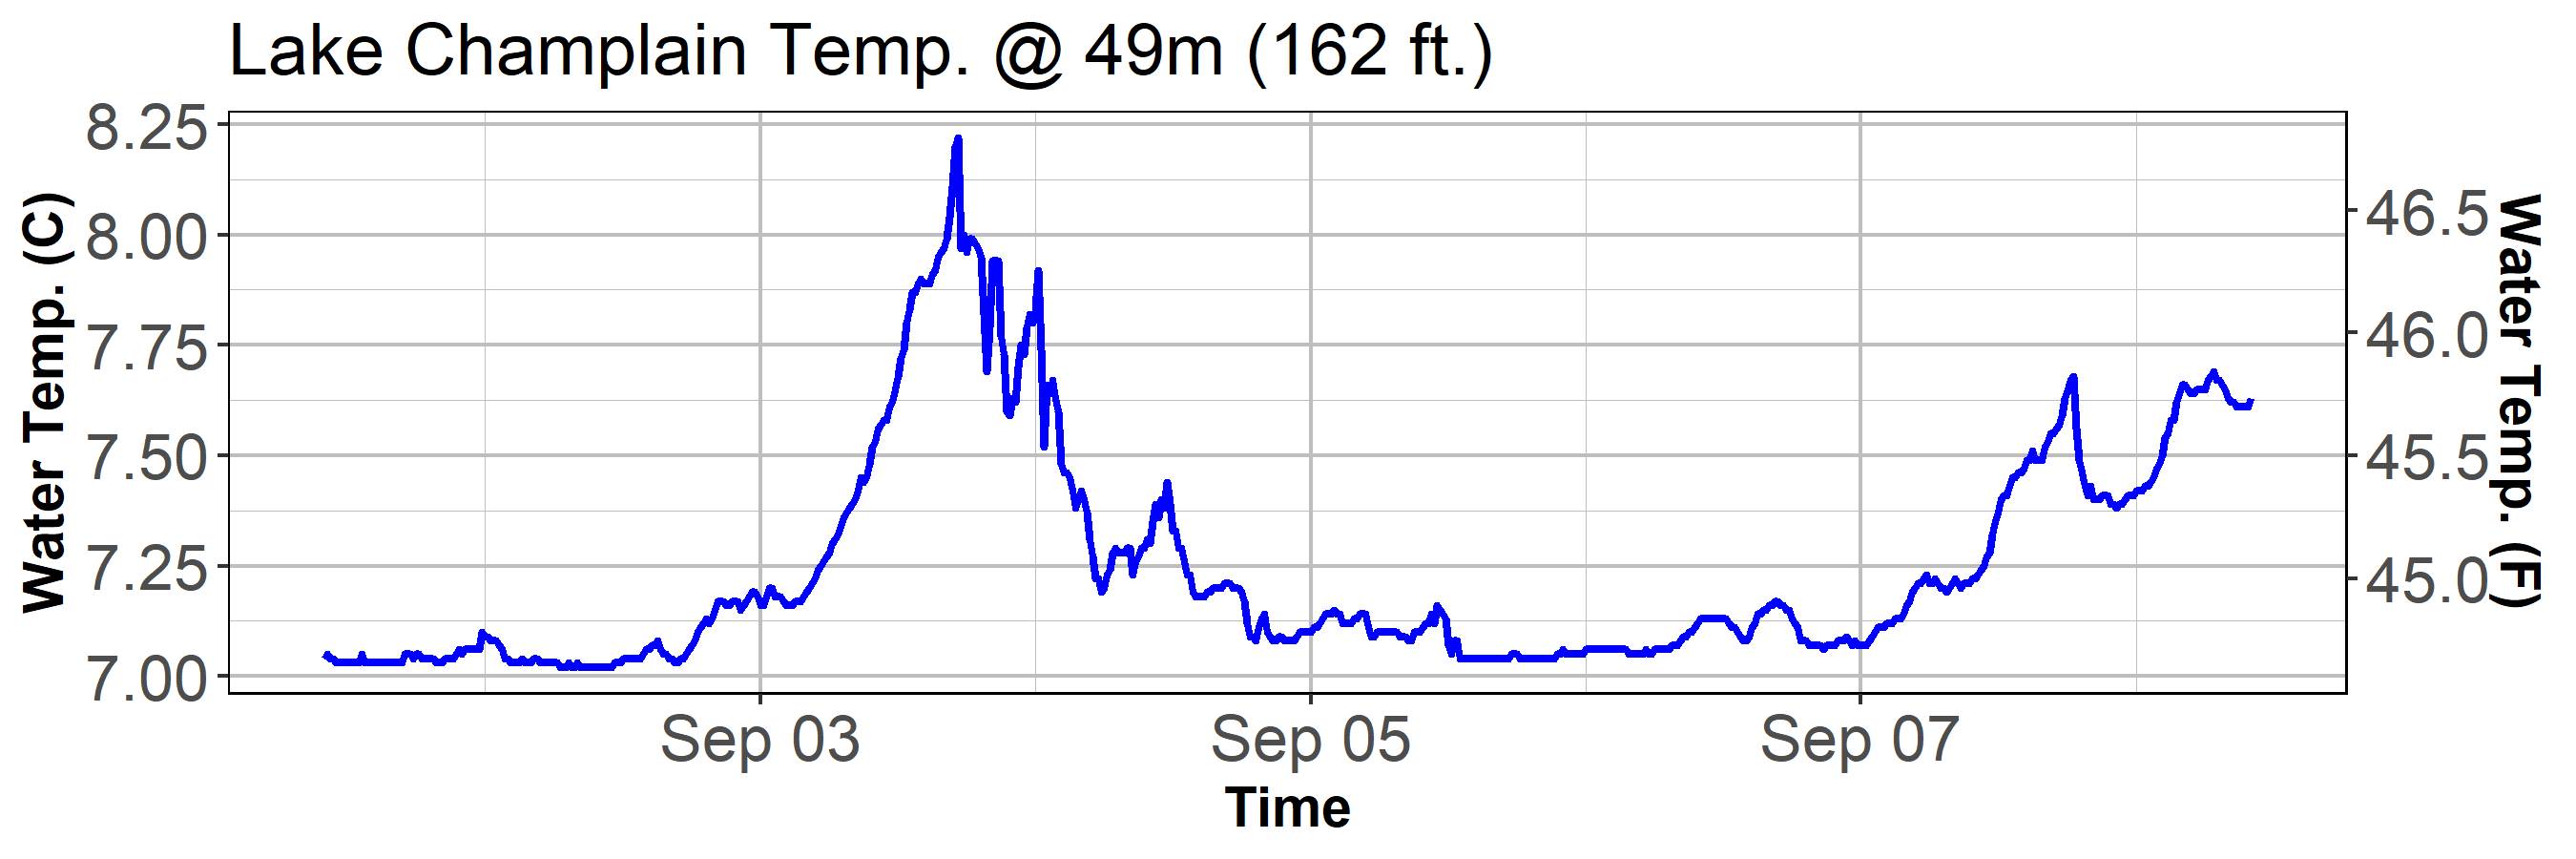 Lake Champlain Temp. @ 49m (162 ft.)
Water Temp. (C)
8.25
8.00
7.75
7.50
7.25
7.00
46.5
46.0
45.5
45.0
Water Temp. (F)
Sep 03 Sep 05 Sep 07
Time